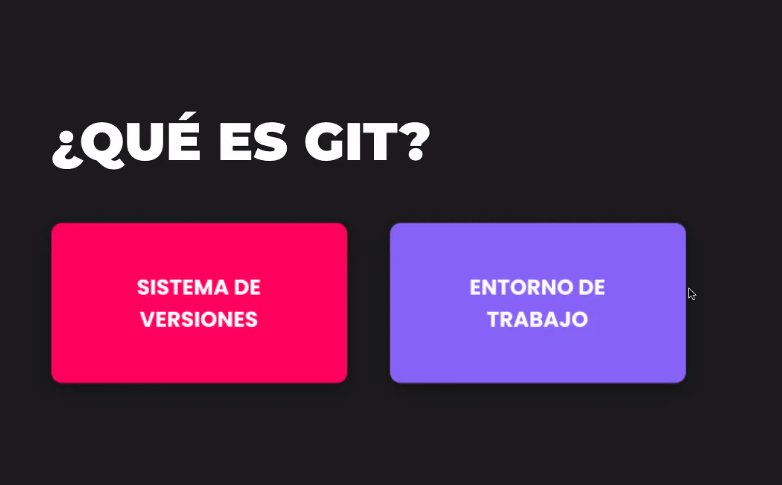 ¿QUÉ ES GIT?
SISTEMA DE
VERSIONES
ENTORNO DE
TRABAJO